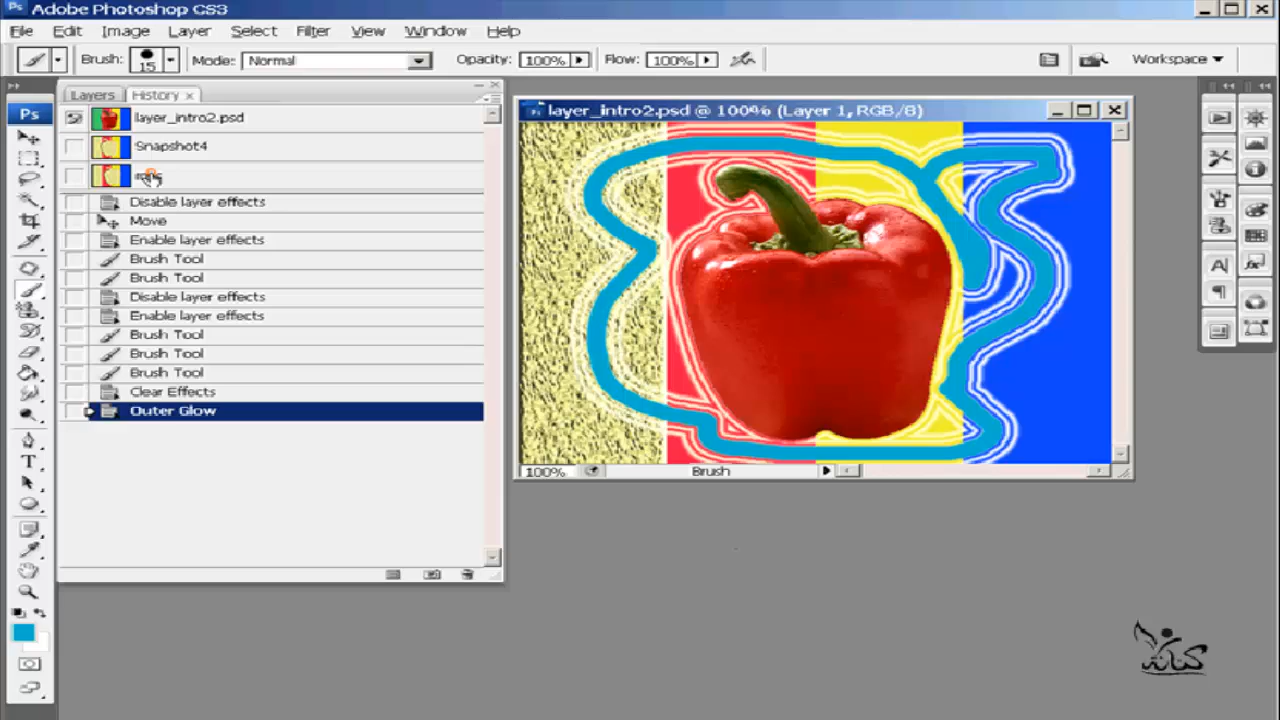 Ps Adobe Photoshop CS3
File Edit Image Layer Select Filter View Window Help
Brush: 15 Mode: Normal Opacity: 100% Flow: 100% Workspace
Layers History x
Ps
layer_intro2.psd
Snapshot4
Disable layer effects
Move
Enable layer effects
Brush Tool
Brush Tool
Disable layer effects
Enable layer effects
Brush Tool
Brush Tool
Brush Tool
Clear Effects
Outer Glow
layer_intro2.psd @ 100% (Layer 1, RGB/8)
100% Brush
كنانة